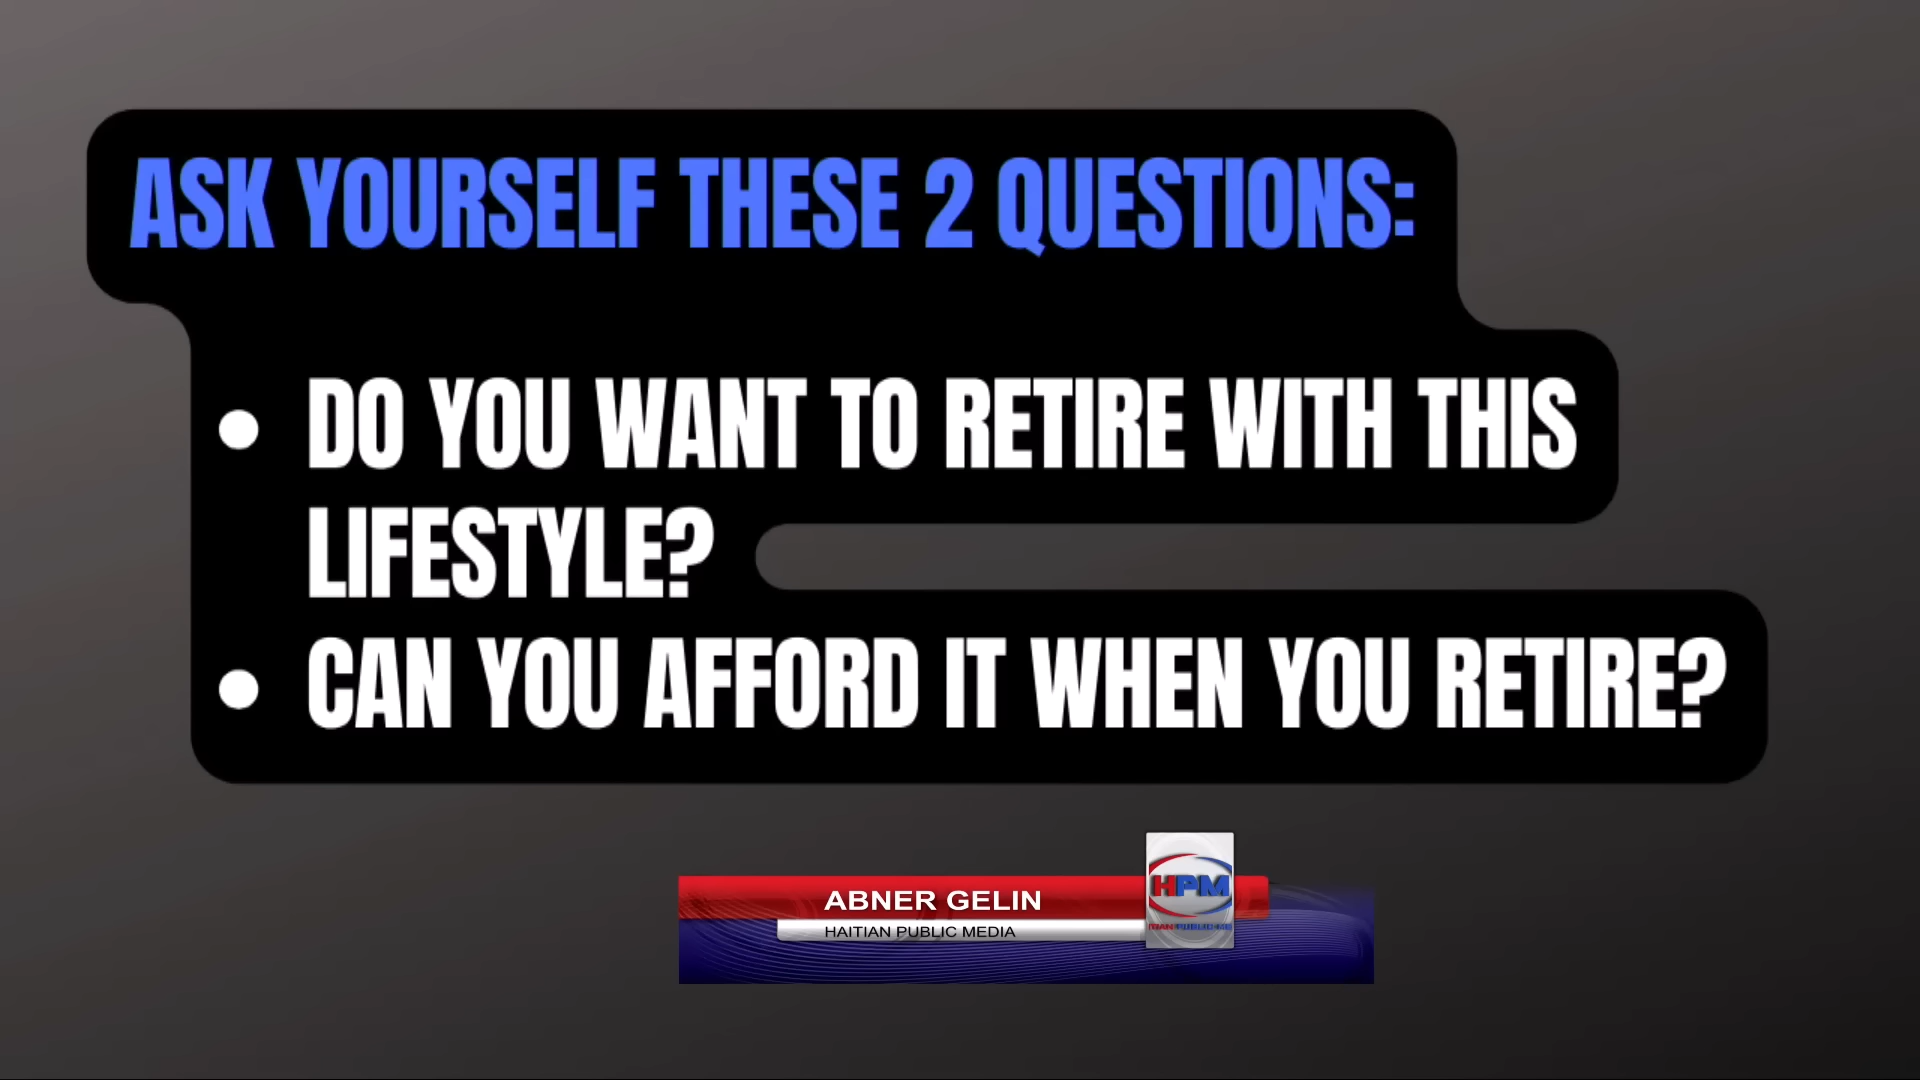 ASK YOURSELF THESE 2 QUESTIONS:
• DO YOU WANT TO RETIRE WITH THIS
LIFESTYLE?
• CAN YOU AFFORD IT WHEN YOU RETIRE?
ABNER GELIN
HAITIAN PUBLIC MEDIA
HPM